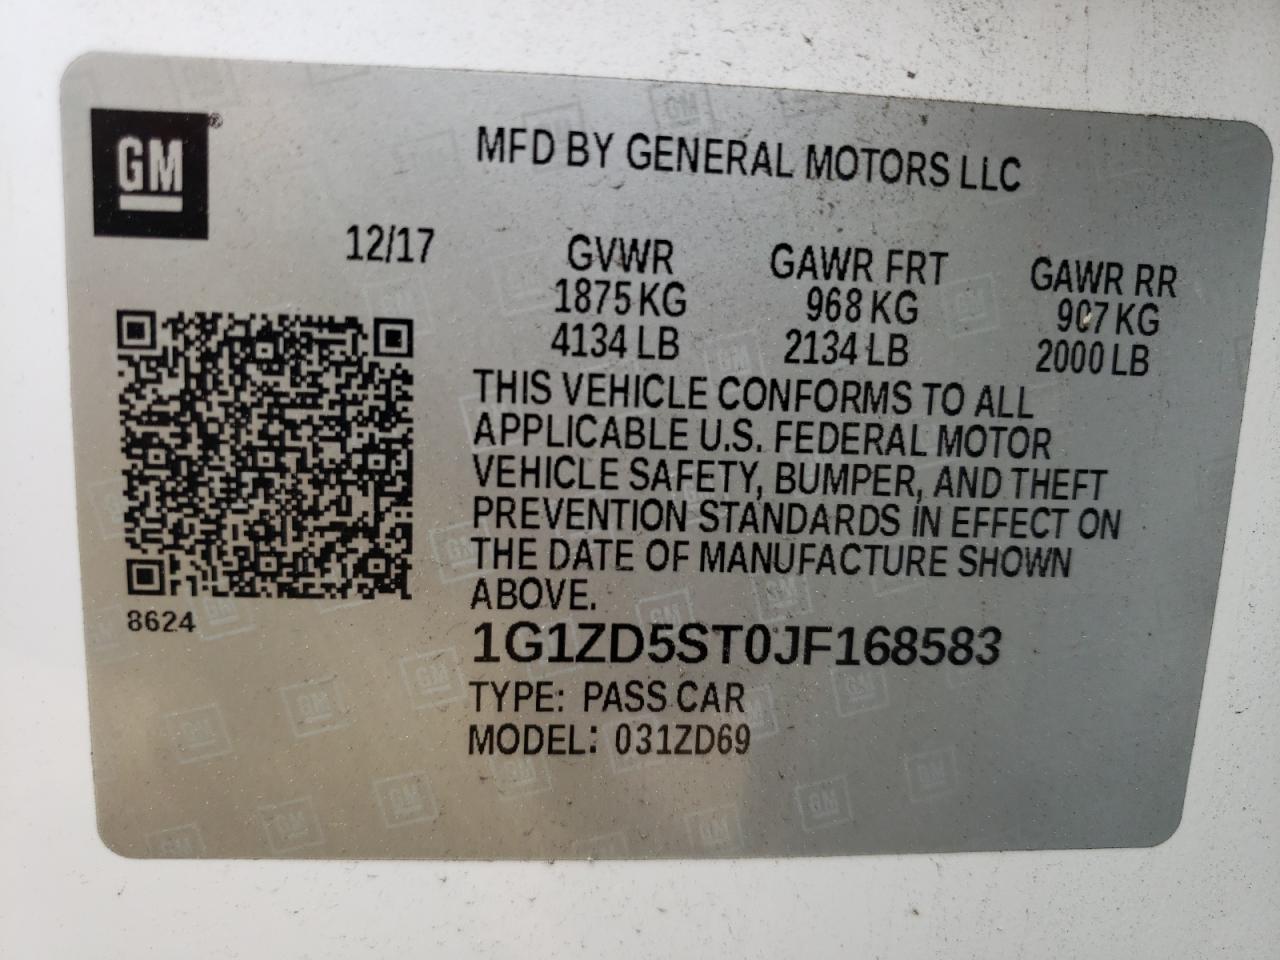 GM®
MFD BY GENERAL MOTORS LLC
12/17
GVWR GAWR FRT GAWR RR
1875 KG 968 KG 907 KG
4134 LB 2134 LB 2000 LB
THIS VEHICLE CONFORMS TO ALL
APPLICABLE U.S. FEDERAL MOTOR
VEHICLE SAFETY, BUMPER, AND THEFT
PREVENTION STANDARDS IN EFFECT ON
THE DATE OF MANUFACTURE SHOWN
ABOVE.
8624
1G1ZD5ST0JF168583
TYPE: PASS CAR
MODEL: 031ZD69